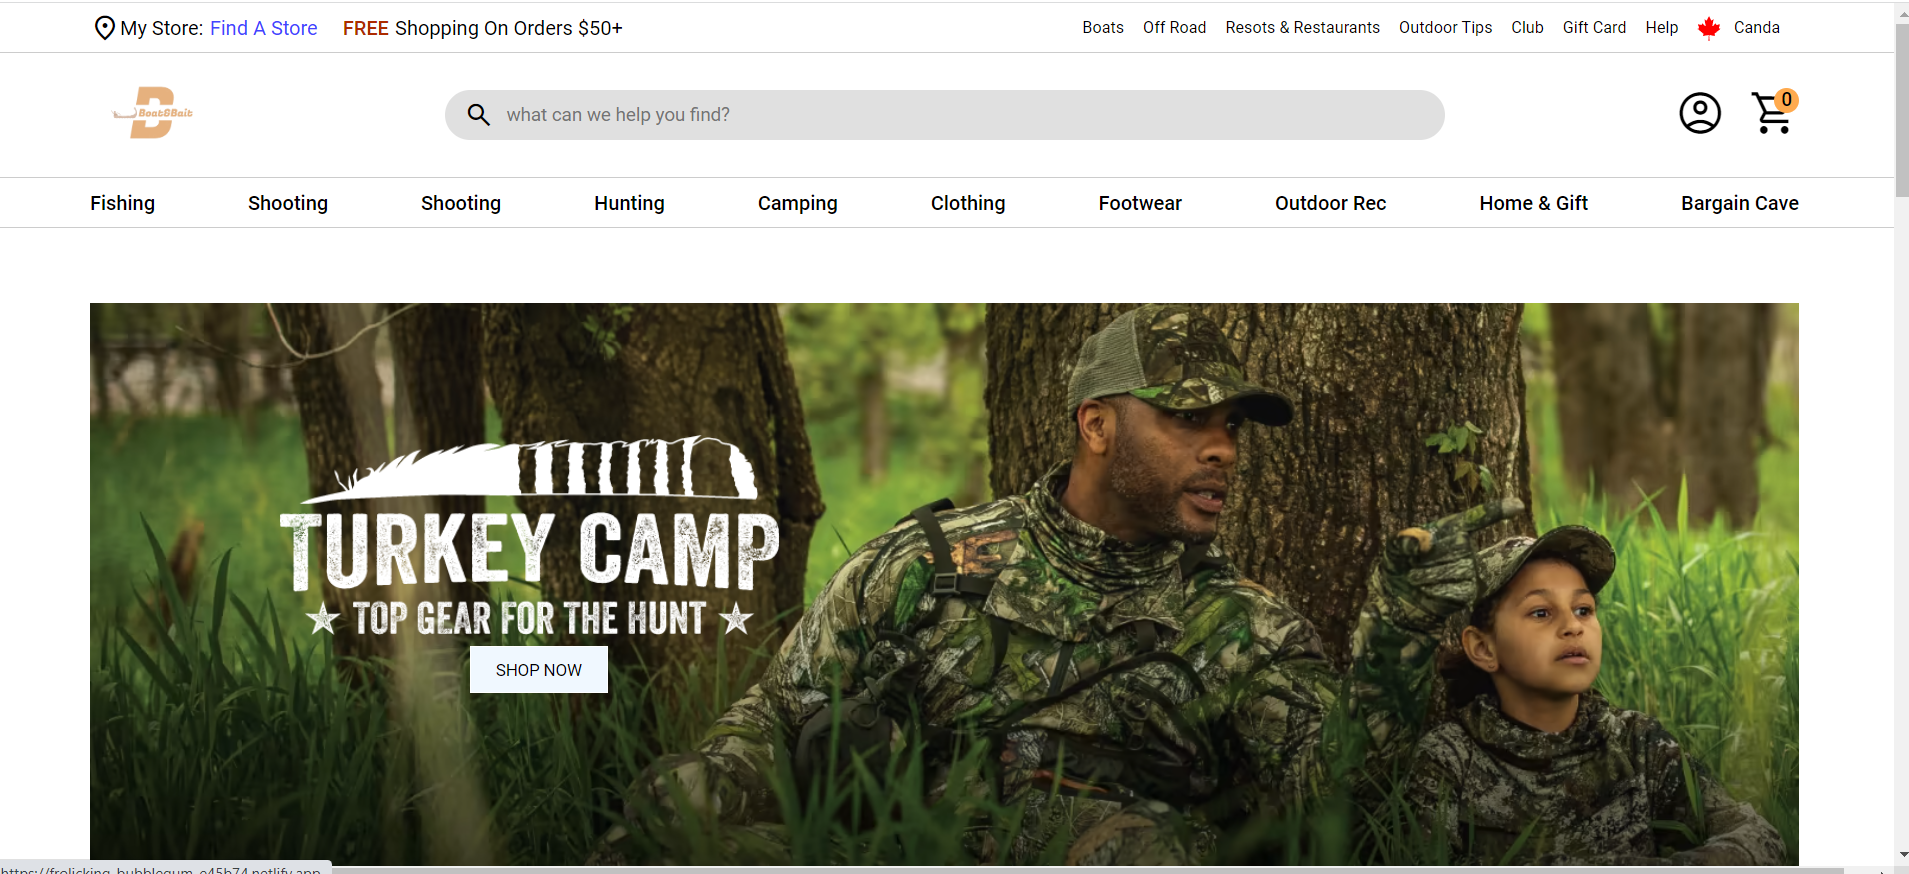 My Store: Find A Store FREE Shopping On Orders $50+ Boats Off Road Resots & Restaurants Outdoor Tips Club Gift Card Help Canda
Boat&Bait what can we help you find? 0
Fishing Shooting Shooting Hunting Camping Clothing Footwear Outdoor Rec Home & Gift Bargain Cave
TURKEY CAMP
TOP GEAR FOR THE HUNT
SHOP NOW
https://frolicking-bubblegum-e45b74.netlify.app